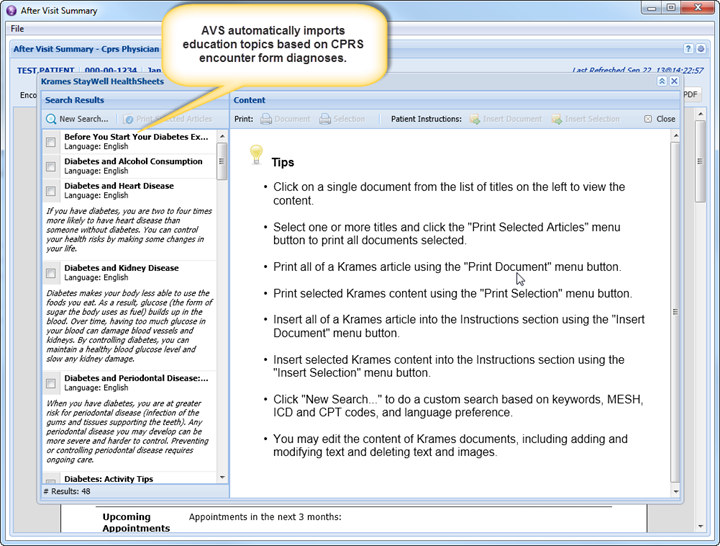 After Visit Summary
File
AVS automatically imports
education topics based on CPRS
encounter form diagnoses.
After Visit Summary - Cprs Physician
TEST,PATIENT 000-00-1234 Jan
Last Refreshed Sep 22, 13@14:22:57
Enco
PDF
Krames StayWell HealthSheets
Search Results
Content
New Search...
Print Selected Articles
Print: Document Selection
Patient Instructions: Insert Document Insert Selection
Close
Before You Start Your Diabetes Ex...
Language: English
Diabetes and Alcohol Consumption
Language: English
Diabetes and Heart Disease
Language: English
If you have diabetes, you are two to four times
more likely to have heart disease than
someone without diabetes. You can control
your health risks by making some changes in
your life.
Diabetes and Kidney Disease
Language: English
Diabetes makes your body less able to use the
foods you eat. As a result, glucose (the form of
sugar the body uses as fuel) builds up in the
blood. Over time, having too much glucose in
your blood can damage blood vessels and
kidneys. By controlling diabetes, you can
maintain a healthy blood glucose level and
slow any kidney damage.
Diabetes and Periodontal Disease:...
Language: English
When you have diabetes, you are at greater
risk for periodontal disease (infection of the
gums and tissues supporting the teeth). Any
periodontal disease you may develop can be
more severe and harder to control. Preventing
or controlling periodontal disease requires
ongoing care.
Diabetes: Activity Tips
# Results: 48
Tips
• Click on a single document from the list of titles on the left to view the
content.
• Select one or more titles and click the "Print Selected Articles" menu
button to print all documents selected.
• Print all of a Krames article using the "Print Document" menu button.
• Print selected Krames content using the "Print Selection" menu button.
• Insert all of a Krames article into the Instructions section using the "Insert
Document" menu button.
• Insert selected Krames content into the Instructions section using the
"Insert Selection" menu button.
• Click "New Search..." to do a custom search based on keywords, MESH,
ICD and CPT codes, and language preference.
• You may edit the content of Krames documents, including adding and
modifying text and deleting text and images.
Upcoming
Appointments
Appointments in the next 3 months: